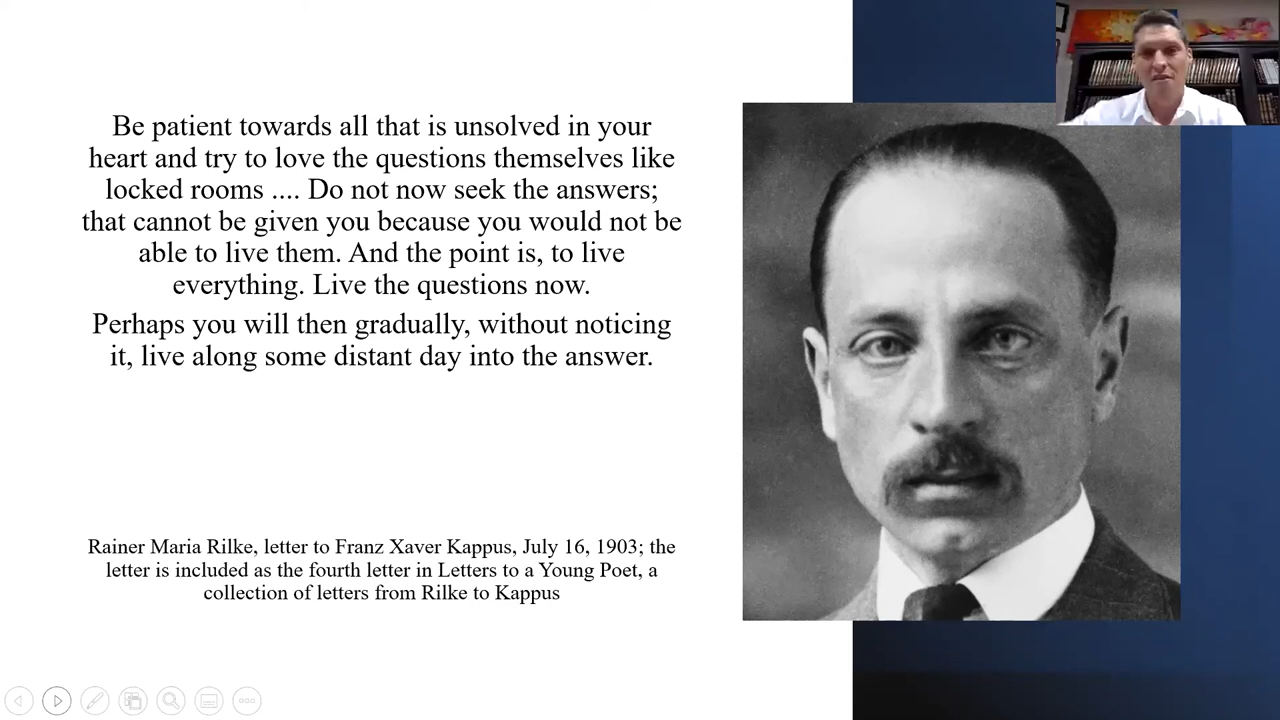 Be patient towards all that is unsolved in your
heart and try to love the questions themselves like
locked rooms .... Do not now seek the answers;
that cannot be given you because you would not be
able to live them. And the point is, to live
everything. Live the questions now.
Perhaps you will then gradually, without noticing
it, live along some distant day into the answer.
Rainer Maria Rilke, letter to Franz Xaver Kappus, July 16, 1903; the
letter is included as the fourth letter in Letters to a Young Poet, a
collection of letters from Rilke to Kappus